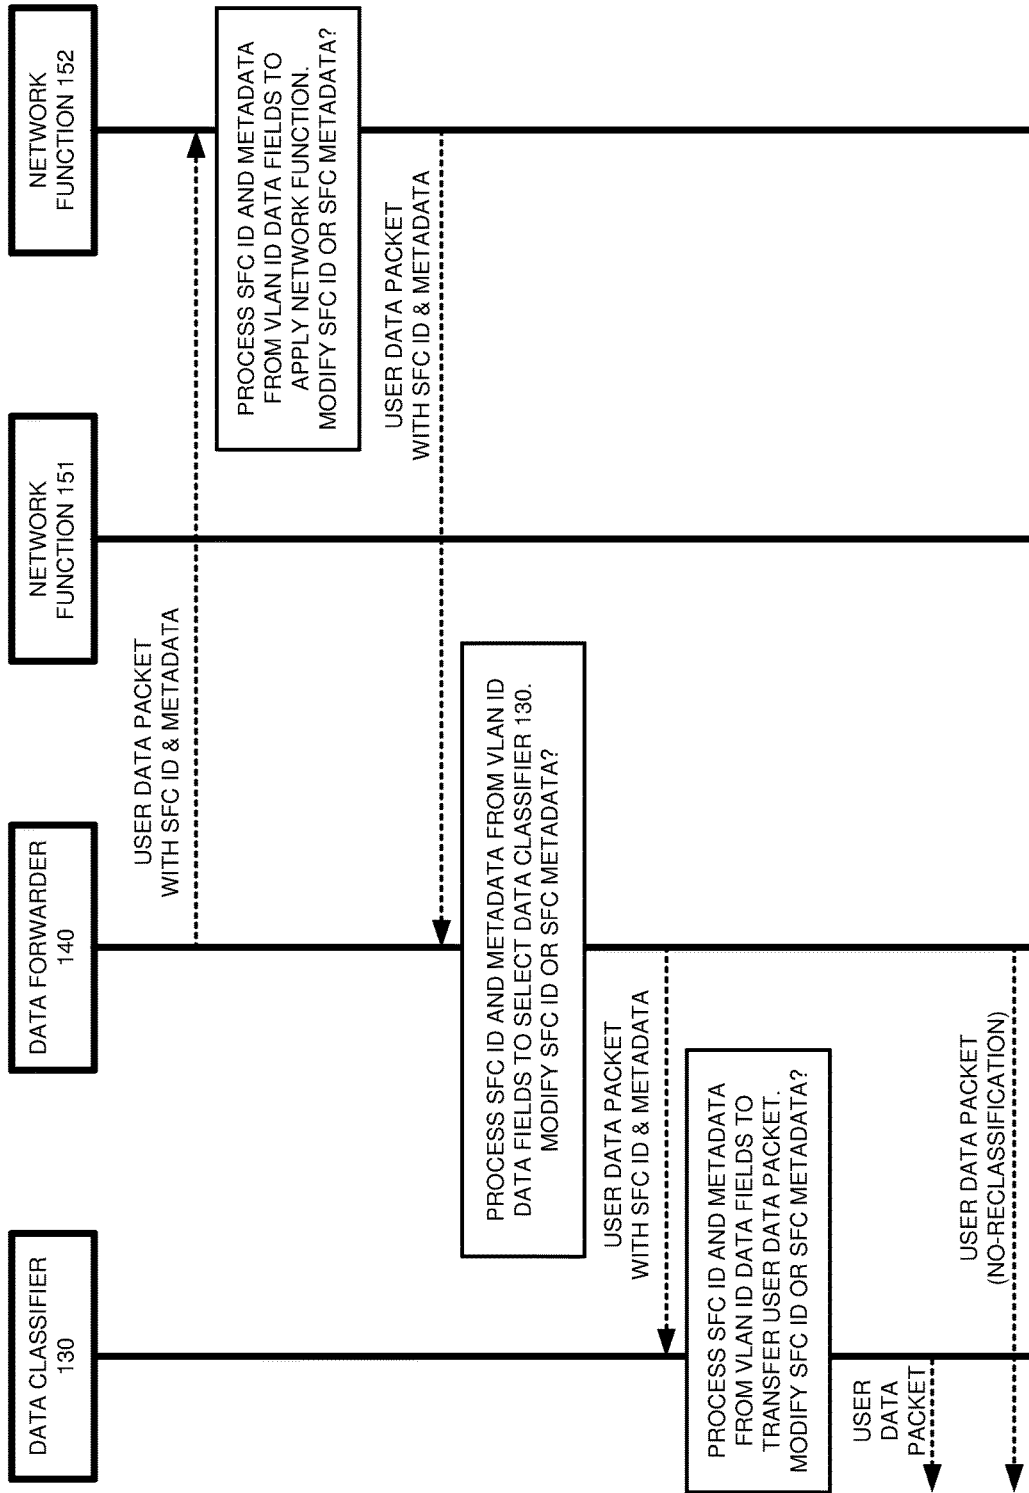 DATA CLASSIFIER
130
DATA FORWARDER
140
NETWORK
FUNCTION 151
NETWORK
FUNCTION 152
USER DATA PACKET
WITH SFC ID & METADATA
PROCESS SFC ID AND METADATA
FROM VLAN ID DATA FIELDS TO
APPLY NETWORK FUNCTION.
MODIFY SFC ID OR SFC METADATA?
USER DATA PACKET
WITH SFC ID & METADATA
PROCESS SFC ID AND METADATA FROM VLAN ID
DATA FIELDS TO SELECT DATA CLASSIFIER 130.
MODIFY SFC ID OR SFC METADATA?
USER DATA PACKET
WITH SFC ID & METADATA
PROCESS SFC ID AND METADATA
FROM VLAN ID DATA FIELDS TO
TRANSFER USER DATA PACKET.
MODIFY SFC ID OR SFC METADATA?
USER
DATA
PACKET
USER DATA PACKET
(NO-RECLASSIFICATION)